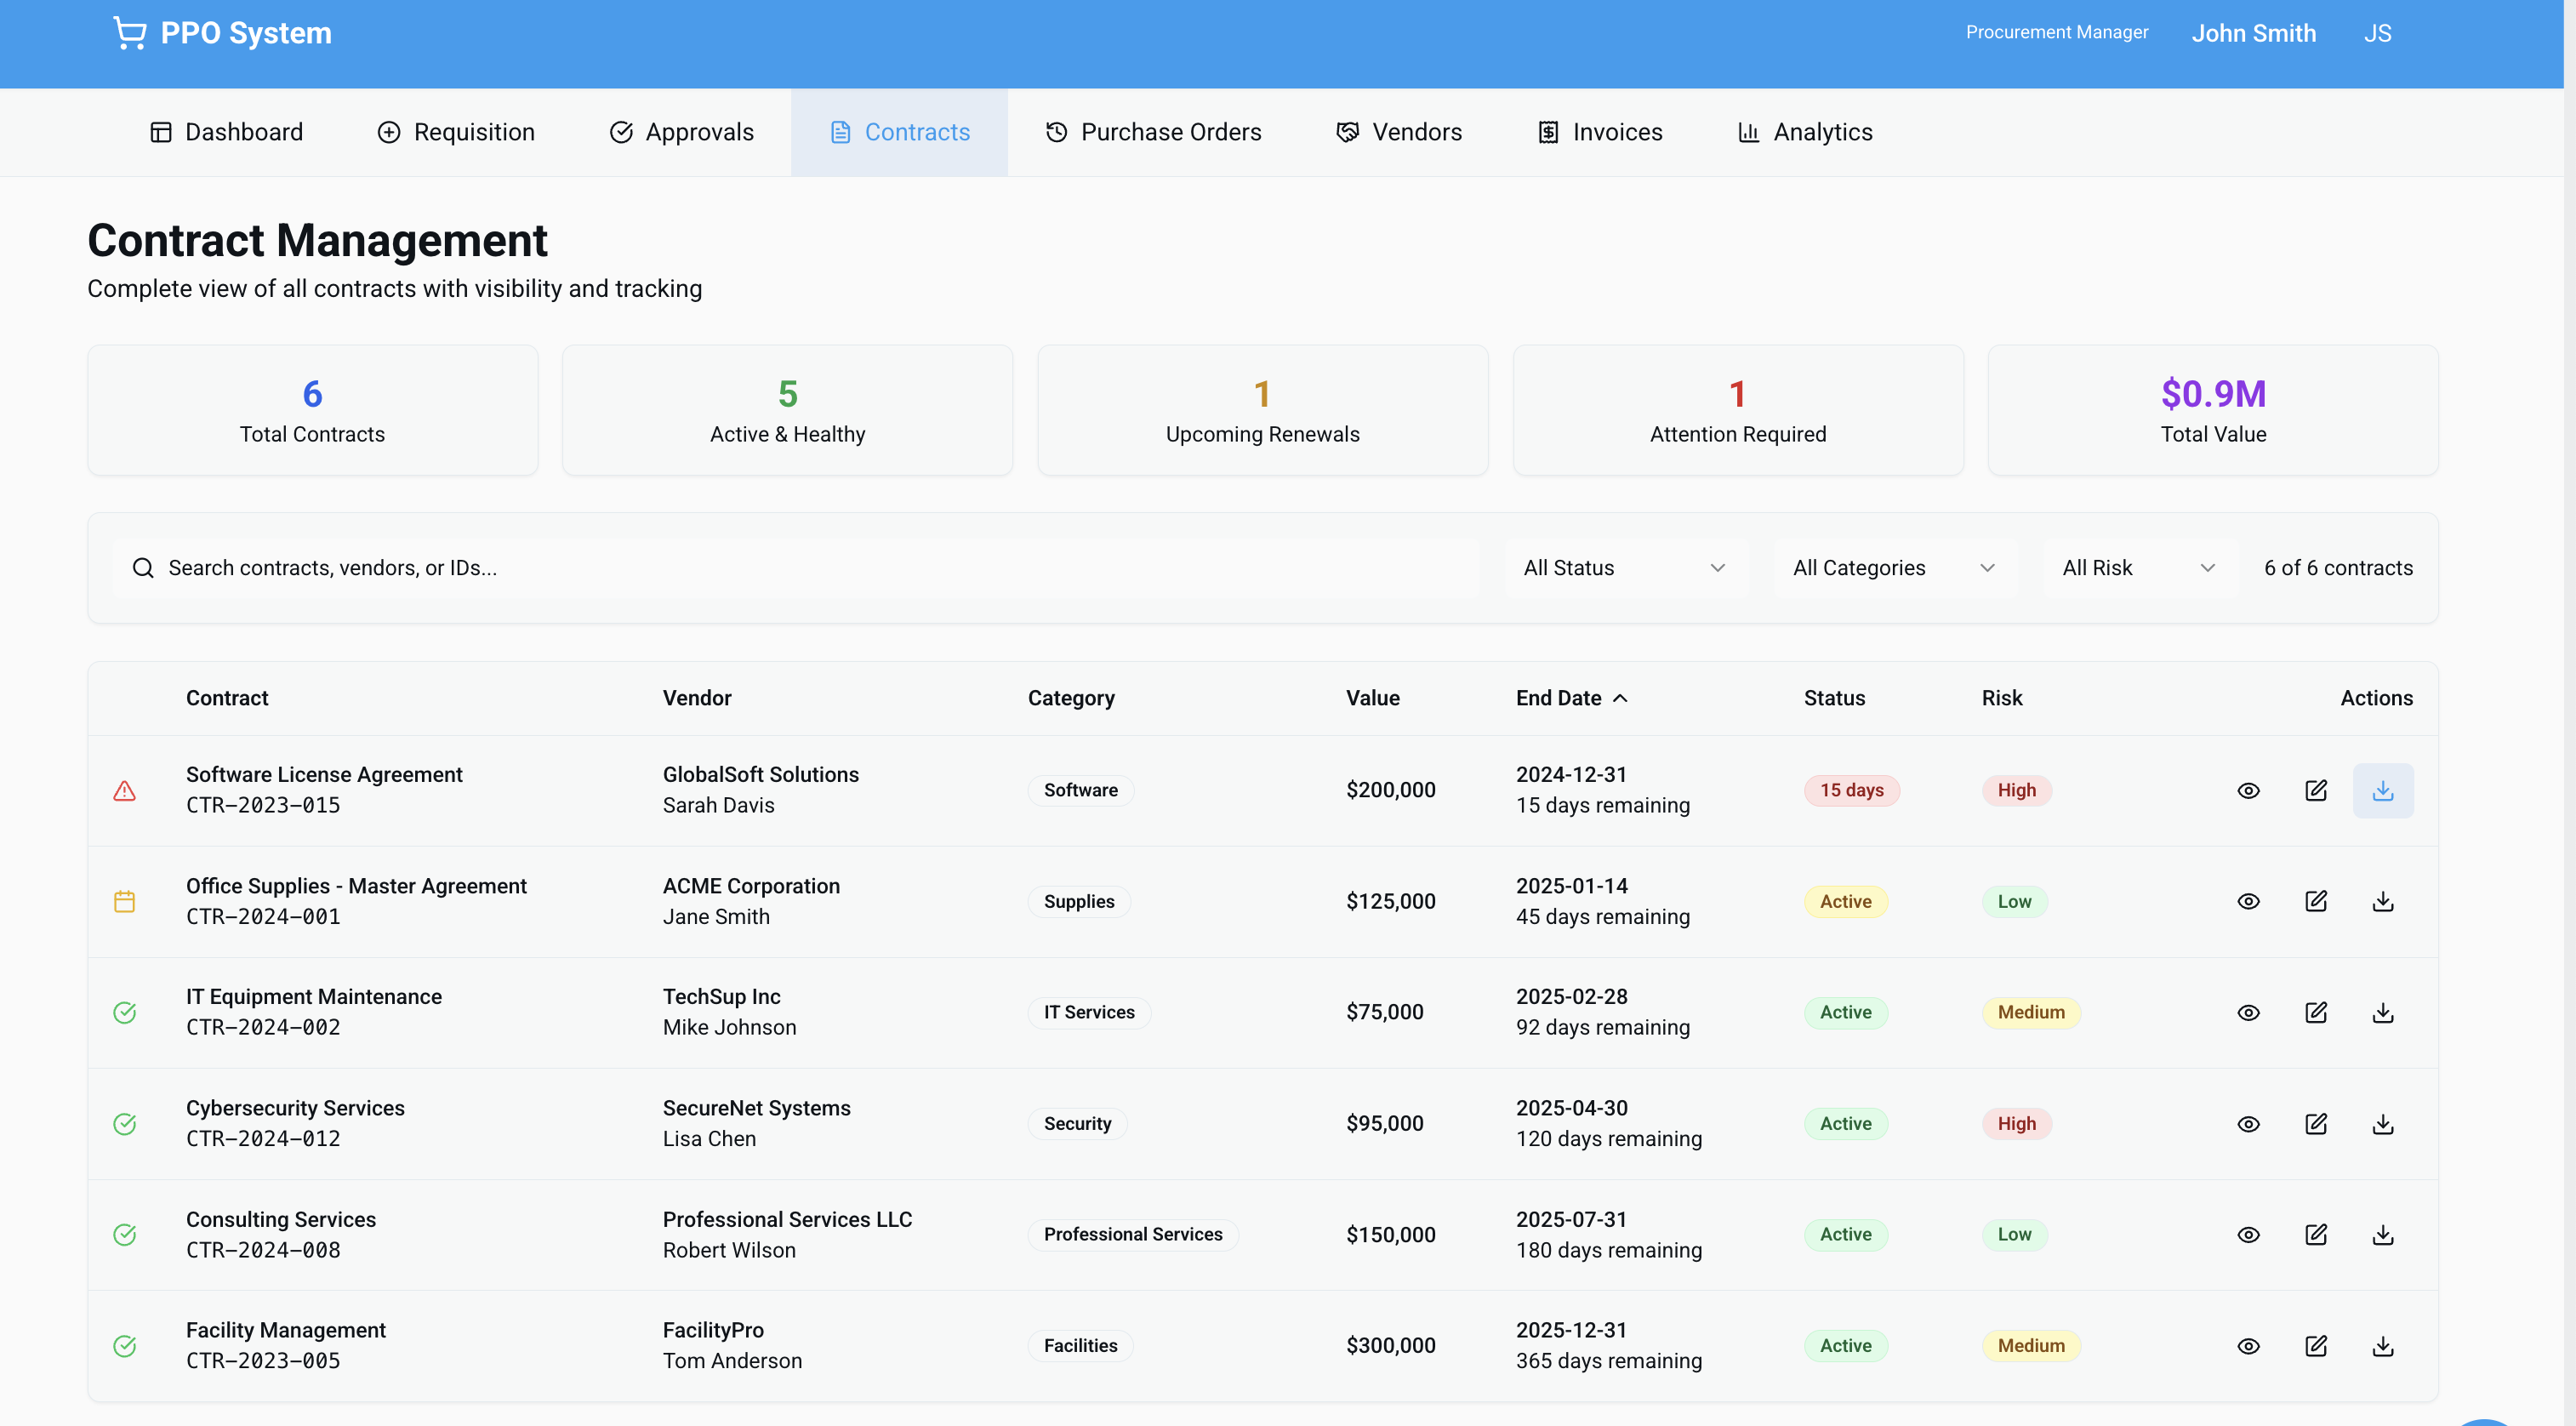 PPO System
Procurement Manager John Smith JS
Dashboard Requisition Approvals Contracts Purchase Orders Vendors Invoices Analytics
Contract Management
Complete view of all contracts with visibility and tracking
6 5 1 1 $0.9M
Total Contracts Active & Healthy Upcoming Renewals Attention Required Total Value
Search contracts, vendors, or IDs... All Status All Categories All Risk 6 of 6 contracts
Contract Vendor Category Value End Date Status Risk Actions
Software License Agreement GlobalSoft Solutions Software $200,000 2024-12-31 15 days High
CTR-2023-015 Sarah Davis 15 days remaining
Office Supplies - Master Agreement ACME Corporation Supplies $125,000 2025-01-14 Active Low
CTR-2024-001 Jane Smith 45 days remaining
IT Equipment Maintenance TechSup Inc IT Services $75,000 2025-02-28 Active Medium
CTR-2024-002 Mike Johnson 92 days remaining
Cybersecurity Services SecureNet Systems Security $95,000 2025-04-30 Active High
CTR-2024-012 Lisa Chen 120 days remaining
Consulting Services Professional Services LLC Professional Services $150,000 2025-07-31 Active Low
CTR-2024-008 Robert Wilson 180 days remaining
Facility Management FacilityPro Facilities $300,000 2025-12-31 Active Medium
CTR-2023-005 Tom Anderson 365 days remaining